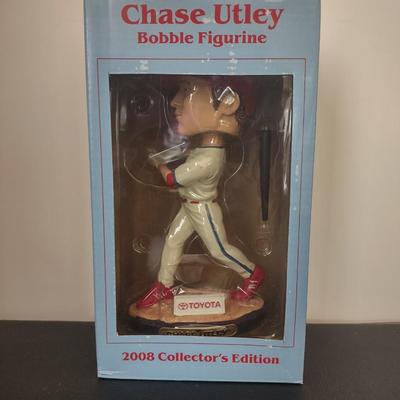 Chase Utley
Bobble Figurine
TOYOTA
2008 Collector's Edition